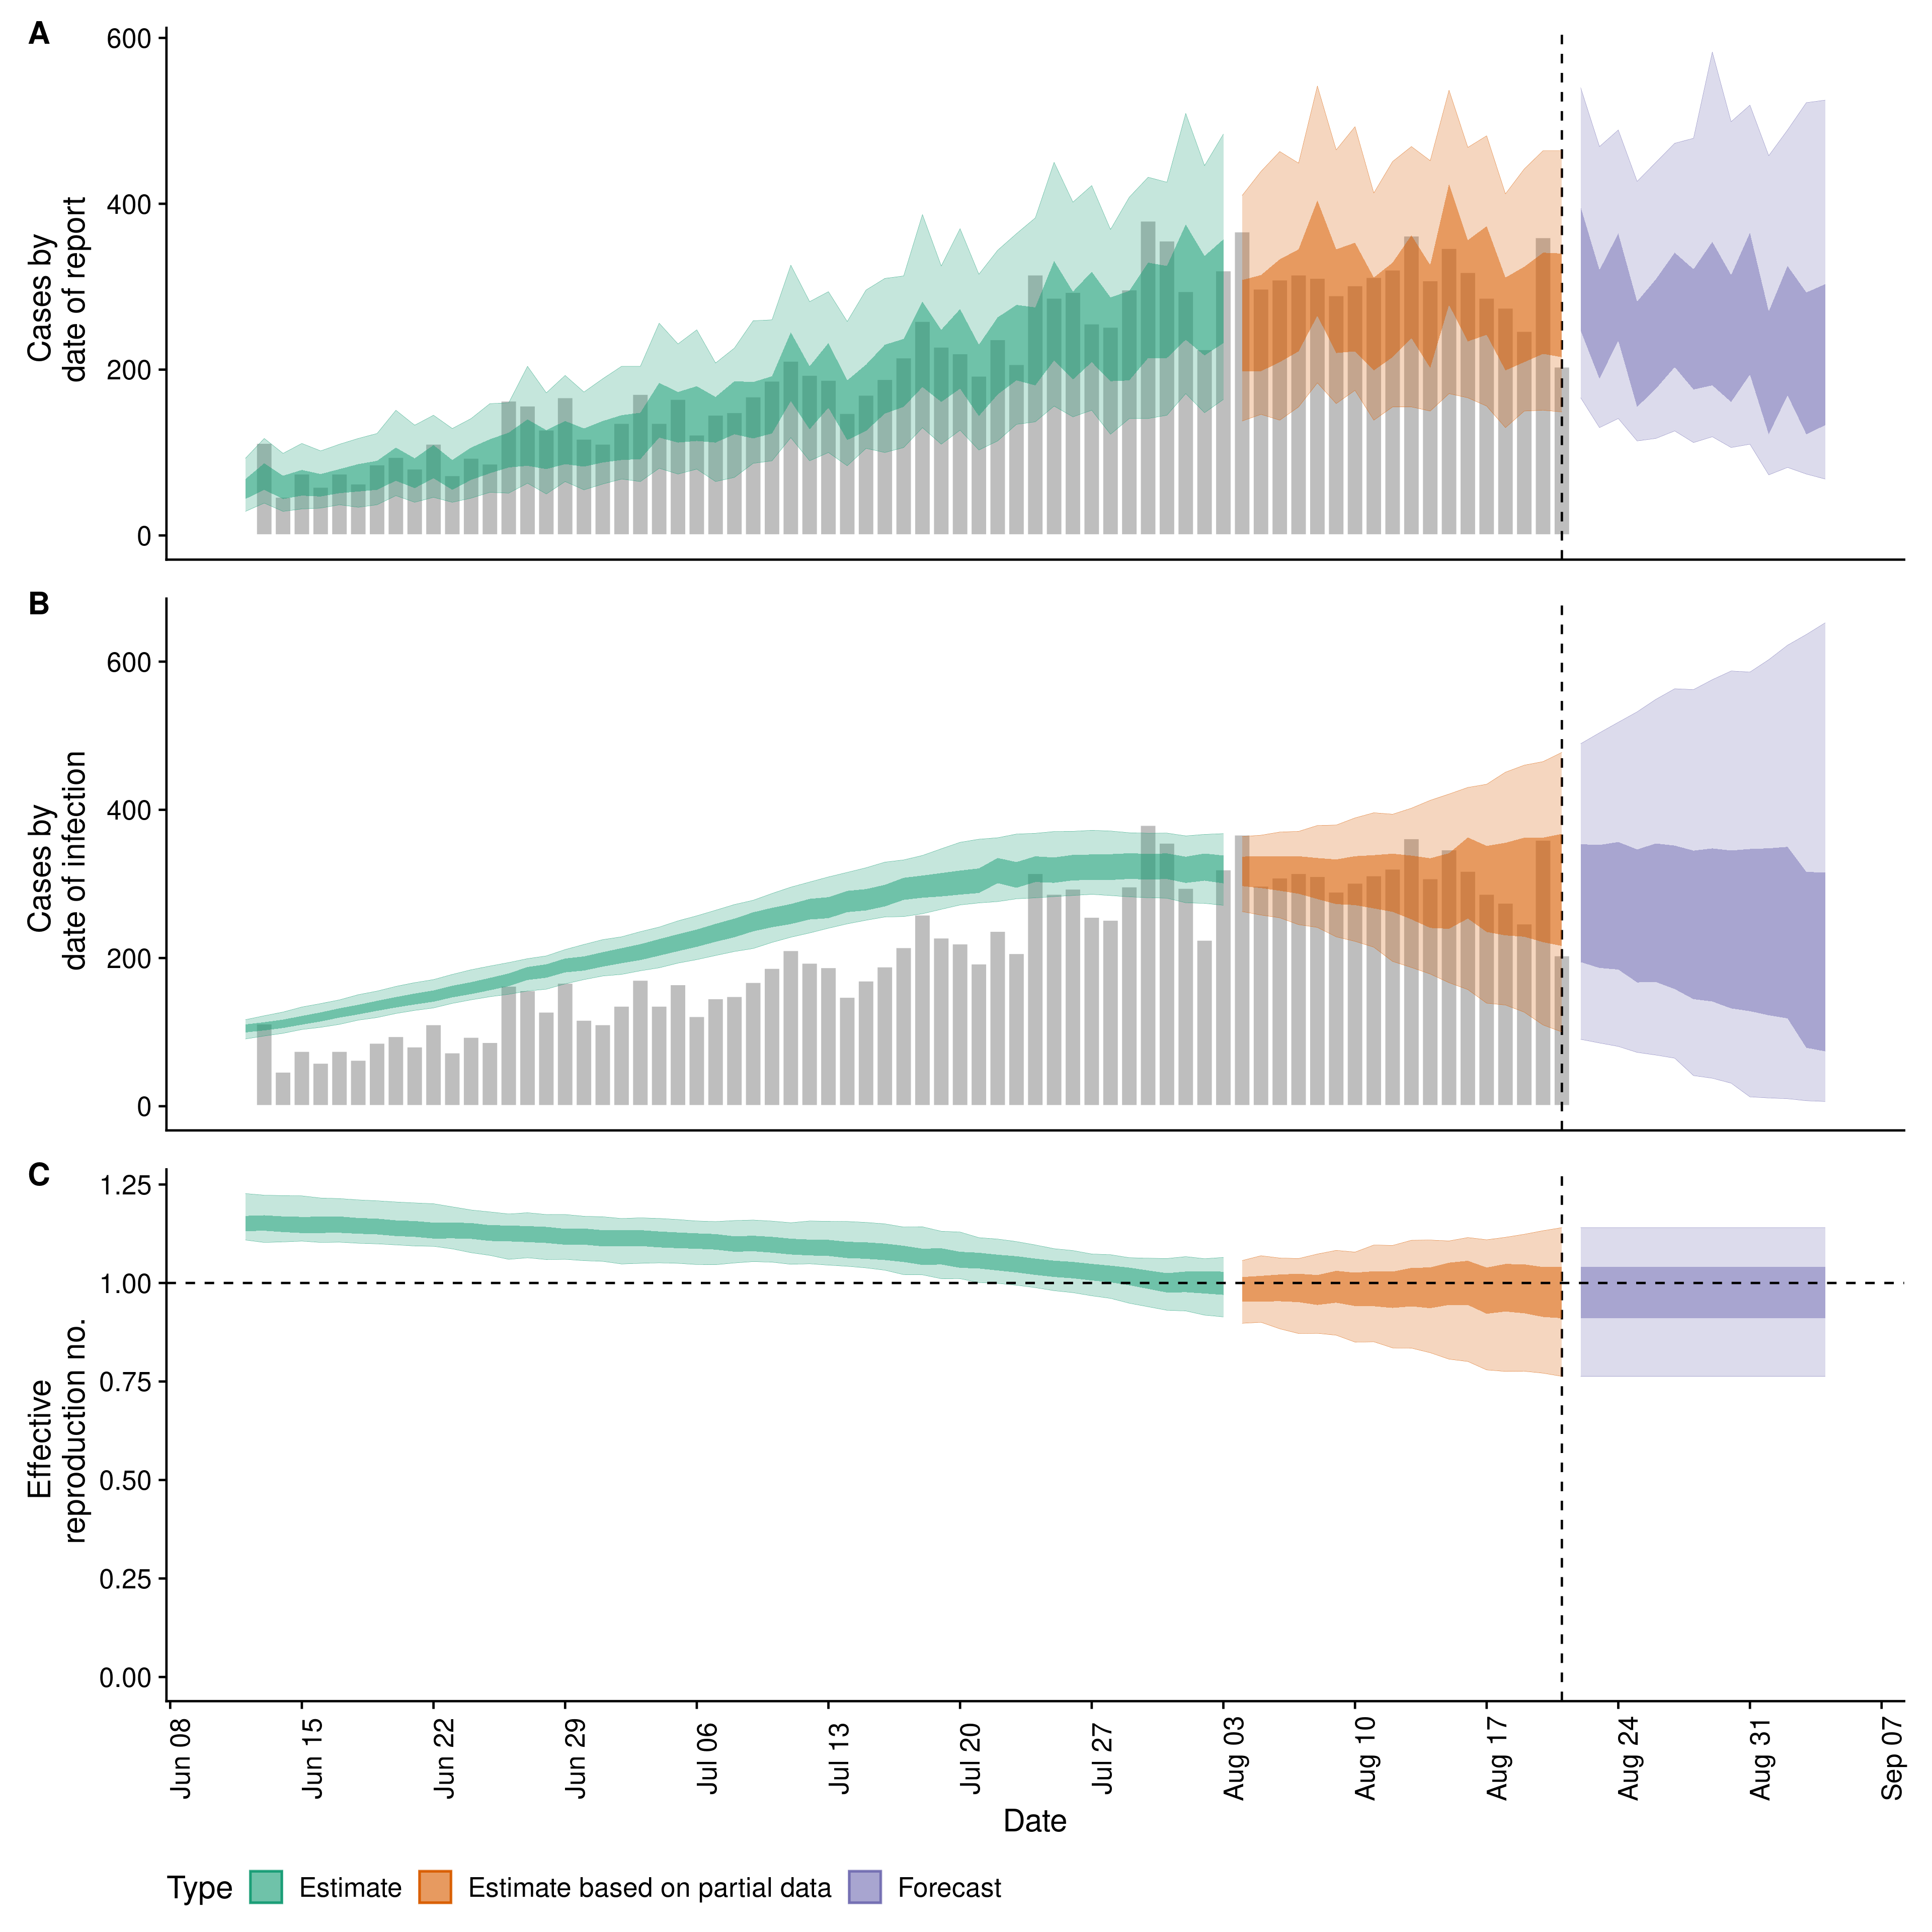 A
600
400
200
0
Cases by
date of report
B
600
400
200
0
Cases by
date of infection
C
1.25
1.00
0.75
0.50
0.25
0.00
Effective
reproduction no.
Jun 08
Jun 15
Jun 22
Jun 29
Jul 06
Jul 13
Jul 20
Jul 27
Aug 03
Aug 10
Aug 17
Aug 24
Aug 31
Sep 07
Date
Type Estimate Estimate based on partial data Forecast